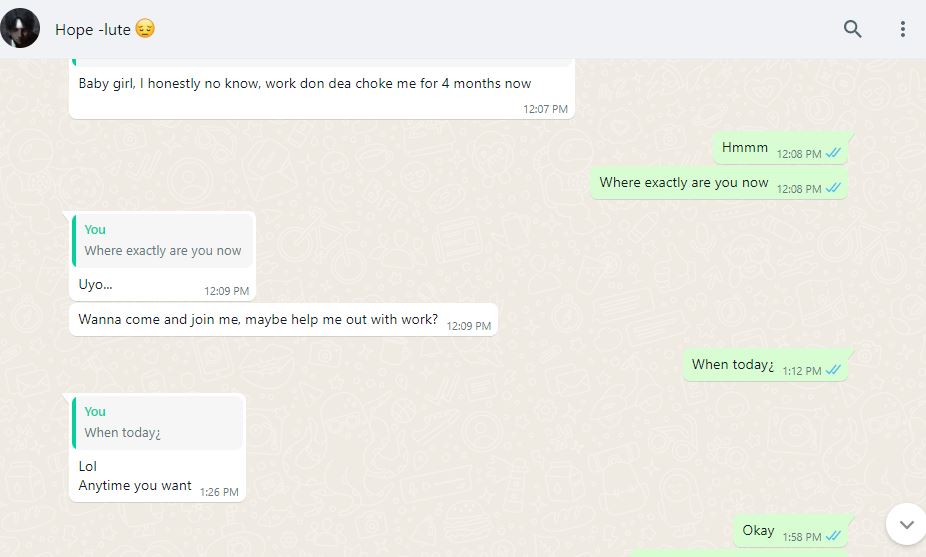 Hope -lute 😔
Baby girl, I honestly no know, work don dea choke me for 4 months now
12:07 PM
Hmmm 12:08 PM
Where exactly are you now 12:08 PM
You
Where exactly are you now
Uyo... 12:09 PM
Wanna come and join me, maybe help me out with work? 12:09 PM
When today¿ 1:12 PM
You
When today¿
Lol
Anytime you want 1:26 PM
Okay 1:58 PM